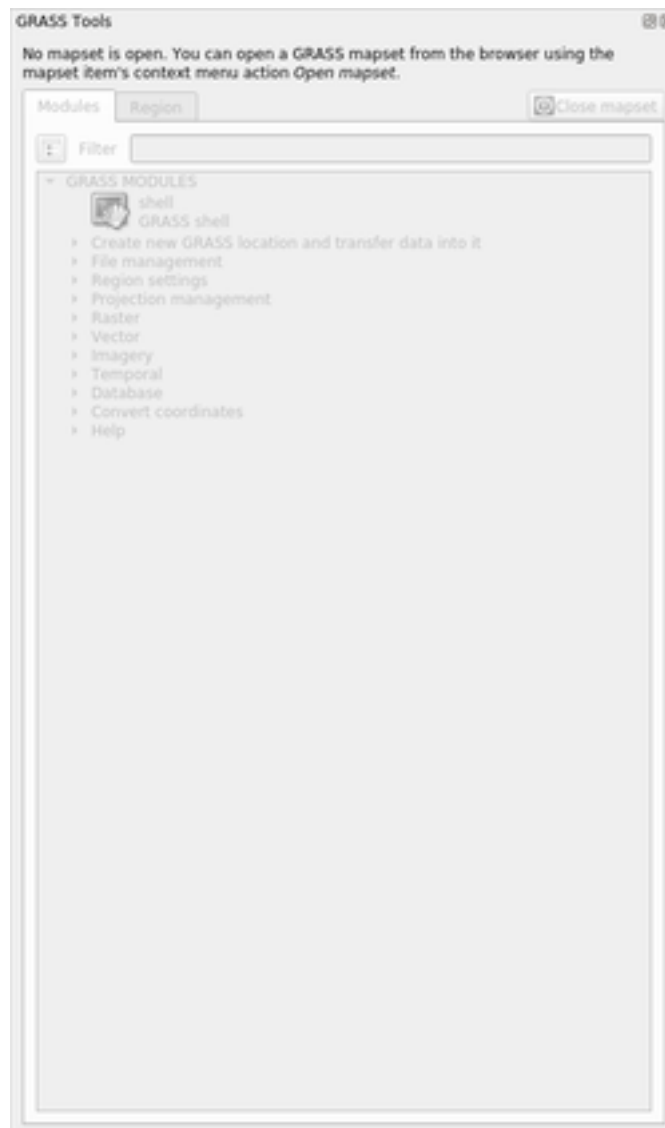 GRASS Tools
No mapset is open. You can open a GRASS mapset from the browser using the
mapset item's context menu action Open mapset.
Modules
Region
Close mapset
Filter
GRASS MODULES
shell
GRASS shell
Create new GRASS location and transfer data into it
File management
Region settings
Projection management
Raster
Vector
Imagery
Temporal
Database
Convert coordinates
Help